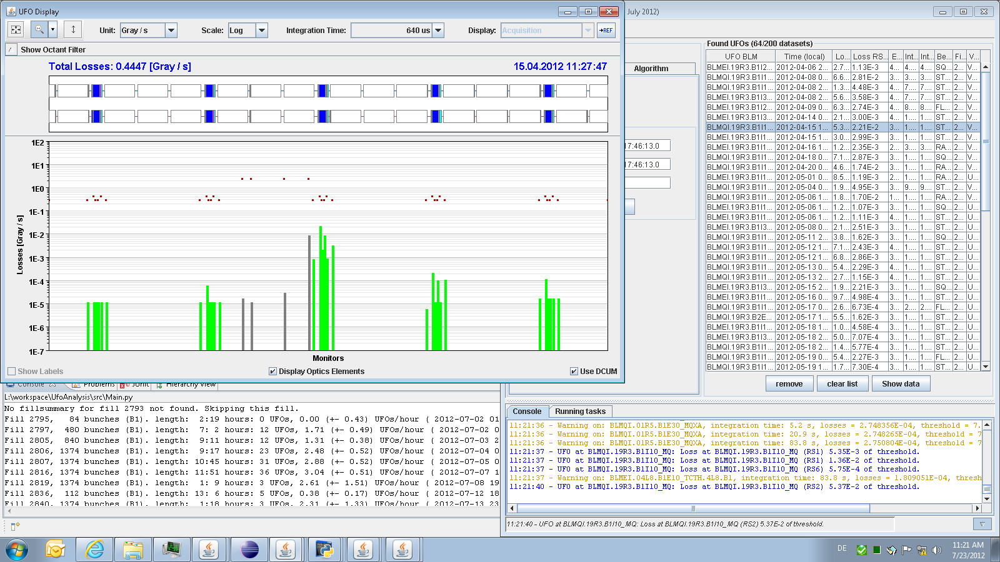 UFO Display
July 2012)
Unit: Gray / s Scale: Log Integration Time: 640 us Display: Acquisition →REF
Show Octant Filter
Total Losses: 0.4447 [Gray / s] 15.04.2012 11:27:47
1E2
1E1
1E0
1E-1
1E-2
1E-3
1E-4
1E-5
1E-6
1E-7
Losses [Gray / s]
Monitors
Show Labels Display Optics Elements Use DCUM
Algorithm
17:46:13.0
17:46:13.0
Found UFOs (64/200 datasets)
UFO BLM Time (local) Lo... Loss RS... E... Int... Int... Be... Fi... V...
BLMEI.19R3.B1I2... 2012-04-06 2... 2.7... 1.13E-3 4... 4... 4... SQ... 2... V...
BLMQI.19R3.B1I1... 2012-04-08 0... 6.6... 2.81E-2 3... 3.... 3.... ST... 2... V...
BLMQI.19R3.B1I1... 2012-04-08 2... 1.3... 4.48E-3 4... 7.... 7.... ST... 2... V...
BLMEI.19R3.B1I3... 2012-04-08 2... 5.6... 3.58E-3 4... 7.... 7.... ST... 2... V...
BLMEI.19R3.B1I2... 2012-04-09 0... 6.3... 2.74E-3 4... 8.... 8.... FL... 2... V...
BLMEI.19R3.B1I3... 2012-04-14 0... 2.1... 3.00E-3 4... 1.... 1.... ST... 2... V...
BLMQI.19R3.B1I1... 2012-04-15 1... 5.3... 2.21E-2 3... 1.... 1.... ST... 2... V...
BLMEI.19R3.B1I1... 2012-04-15 1... 3.0... 2.99E-3 3... 1.... 1.... ST... 2... V...
BLMEI.19R3.B1I1... 2012-04-16 1... 1.2... 2.35E-3 2... 3.... 3.... RA... 2... V...
BLMQI.19R3.B1I1... 2012-04-18 0... 7.1... 2.87E-3 3... 1.... 1.... SQ... 2... V...
BLMQI.19R3.B1I1... 2012-04-20 0... 4.6... 1.74E-2 3... 1.... 1.... RA... 2... V...
BLMEI.19R3.B1I1... 2012-05-01 0... 8.5... 1.19E-3 2... 1.... 1.... RA... 2... U...
BLMQI.19R3.B1I1... 2012-05-04 0... 1.9... 4.95E-3 3... 9.... 9.... ST... 2... V...
BLMQI.19R3.B1I1... 2012-05-06 1... 1.8... 1.70E-2 1... 1.... 1.... RA... 2... V...
BLMEI.19R3.B1I1... 2012-05-06 1... 1.2... 1.07E-3 3... 1.... 1.... SQ... 2... U...
BLMEI.19R3.B1I1... 2012-05-06 1... 1.2... 1.11E-3 4... 1.... 1.... ST... 2... U...
BLMEI.19R3.B1I3... 2012-05-08 0... 2.1... 2.51E-3 3... 1.... 1.... ST... 2... U...
BLMQI.19R3.B1I1... 2012-05-11 2... 3.8... 1.62E-3 3... 1.... 1.... SQ... 2... U...
BLMQI.19R3.B1I1... 2012-05-12 1... 7.1... 2.43E-3 4... 1.... 1.... ST... 2... U...
BLMQI.19R3.B1I1... 2012-05-12 1... 6.8... 2.86E-3 3... 1.... 1.... ST... 2... U...
BLMQI.19R3.B1I1... 2012-05-13 0... 5.4... 2.29E-3 4... 1.... 1.... ST... 2... U...
BLMEI.19R3.B1I1... 2012-05-13 2... 2.7... 1.15E-3 3... 1.... 1.... ST... 2... U...
BLMEI.19R3.B1I3... 2012-05-15 2... 1.9... 2.21E-3 3... 1.... 1.... SQ... 2... U...
BLMQI.19R3.B1I1... 2012-05-16 0... 9.7... 4.98E-4 3... 1.... 1.... ST... 2... U...
BLMQI.19R3.B1I1... 2012-05-17 0... 2.6... 6.73E-4 3... 2.... 2.... FL... 2... U...
BLMQI.19R3.B2E... 2012-05-17 1... 5.5... 1.62E-3 3... 1.... 1.... ST... 2... U...
BLMEI.19R3.B1I1... 2012-05-18 1... 1.0... 4.58E-4 3... 1.... 1.... ST... 2... U...
BLMEI.19R3.B1I3... 2012-05-18 2... 5.0... 7.07E-4 3... 1.... 1.... ST... 2... U...
BLMQI.19R3.B1I1... 2012-05-18 2... 1.4... 5.77E-4 3... 1.... 1.... ST... 2... U...
BLMQI.19R3.B1I1... 2012-05-19 0... 5.4... 2.27E-3 3... 1.... 1.... FL... 2... U...
BLMEI.19R3.B1I1... 2012-05-19 1... 1.7... 7.30E-4 3... 1.... 1.... ST... 2... U...
remove clear list Show data
Console Problems JUnit Hierarchy View
L:\workspace\UfoAnalysis\src\Main.py
No fillsummary for fill 2793 not found. Skipping this fill.
Fill 2795, 84 bunches (B1). length: 2:19 hours: 0 UFOs, 0.00 (+- 0.43) UFOs/hour ( 2012-07-02 01
Fill 2797, 480 bunches (B1). length: 7: 2 hours: 12 UFOs, 1.71 (+- 0.49) UFOs/hour ( 2012-07-02 0
Fill 2805, 840 bunches (B1). length: 9:11 hours: 12 UFOs, 1.31 (+- 0.38) UFOs/hour ( 2012-07-03 2
Fill 2806, 1374 bunches (B1). length: 9:17 hours: 23 UFOs, 2.48 (+- 0.52) UFOs/hour ( 2012-07-04 0
Fill 2807, 1374 bunches (B1). length: 10:45 hours: 31 UFOs, 2.88 (+- 0.52) UFOs/hour ( 2012-07-05 0
Fill 2816, 1374 bunches (B1). length: 11:51 hours: 36 UFOs, 3.04 (+- 0.51) UFOs/hour ( 2012-07-07 1
Fill 2819, 1374 bunches (B1). length: 1: 9 hours: 3 UFOs, 2.61 (+- 1.51) UFOs/hour ( 2012-07-08 19
Fill 2836, 112 bunches (B1). length: 13: 6 hours: 5 UFOs, 0.38 (+- 0.17) UFOs/hour ( 2012-07-12 18
Fill 2840, 1374 bunches (B1). length: 1:18 hours: 3 UFOs, 2.31 (+- 1.33) UFOs/hour ( 2012-07-13 23
Console Running tasks
11:21:36 - Warning on: BLMQI.01R5.B1E30_MQXA, integration time: 5.2 s, losses = 2.748356E-04, threshold = 7.
11:21:36 - Warning on: BLMQI.01R5.B1E30_MQXA, integration time: 20.9 s, losses = 2.748265E-04, threshold = 7
11:21:36 - Warning on: BLMQI.01R5.B1E30_MQXA, integration time: 83.8 s, losses = 2.750804E-04, threshold = 7
11:21:37 - UFO at BLMQI.19R3.B1I10_MQ: Loss at BLMQI.19R3.B1I10_MQ (RS1) 5.35E-3 of threshold.
11:21:37 - UFO at BLMQI.19R3.B1I10_MQ: Loss at BLMQI.19R3.B1I10_MQ (RS1) 1.36E-2 of threshold.
11:21:37 - UFO at BLMQI.19R3.B1I10_MQ: Loss at BLMQI.19R3.B1I10_MQ (RS6) 5.75E-4 of threshold.
11:21:37 - Warning on: BLMEI.04L8.B1E10_TCTH.4L8.B1, integration time: 83.8 s, losses = 1.809051E-04, thresh
11:21:40 - UFO at BLMQI.19R3.B1I10_MQ: Loss at BLMQI.19R3.B1I10_MQ (RS2) 5.37E-2 of threshold.
11:21:40 - UFO at BLMQI.19R3.B1I10_MQ: Loss at BLMQI.19R3.B1I10_MQ (RS2) 5.37E-2 of threshold.
DE
11:21 AM
7/23/2012